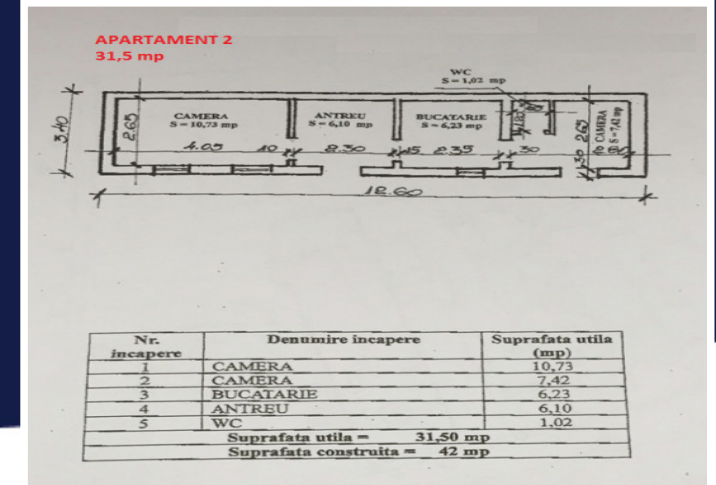 APARTAMENT 2
31,5 mp
WC
S = 1,02 mp
CAMERA
S = 10,73 mp
ANTREU
S = 6,10 mp
BUCATARIE
S = 6,23 mp
CAMERA
S = 7,42 mp
3.40
2.65
4.05
10
2.30
15
2.35
30
2.65
30
12.60
Nr. incapere Denumire incapere Suprafata utila (mp)
1 CAMERA 10,73
2 CAMERA 7,42
3 BUCATARIE 6,23
4 ANTREU 6,10
5 WC 1,02
Suprafata utila = 31,50 mp
Suprafata construita = 42 mp